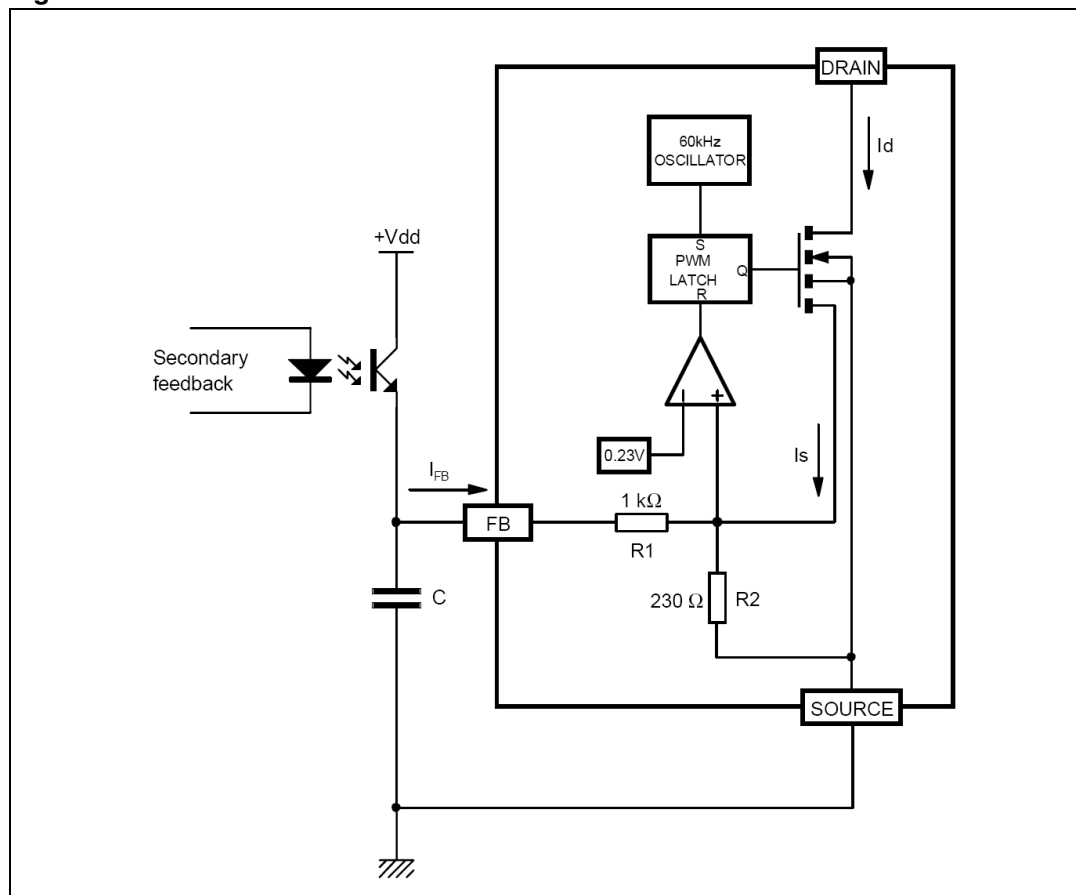 DRAIN
60kHz
OSCILLATOR
Id
+Vdd
S
PWM
LATCH
Q
R
Secondary
feedback
- +
0.23V
Is
I_FB
FB
1 kΩ
R1
C
230 Ω
R2
SOURCE